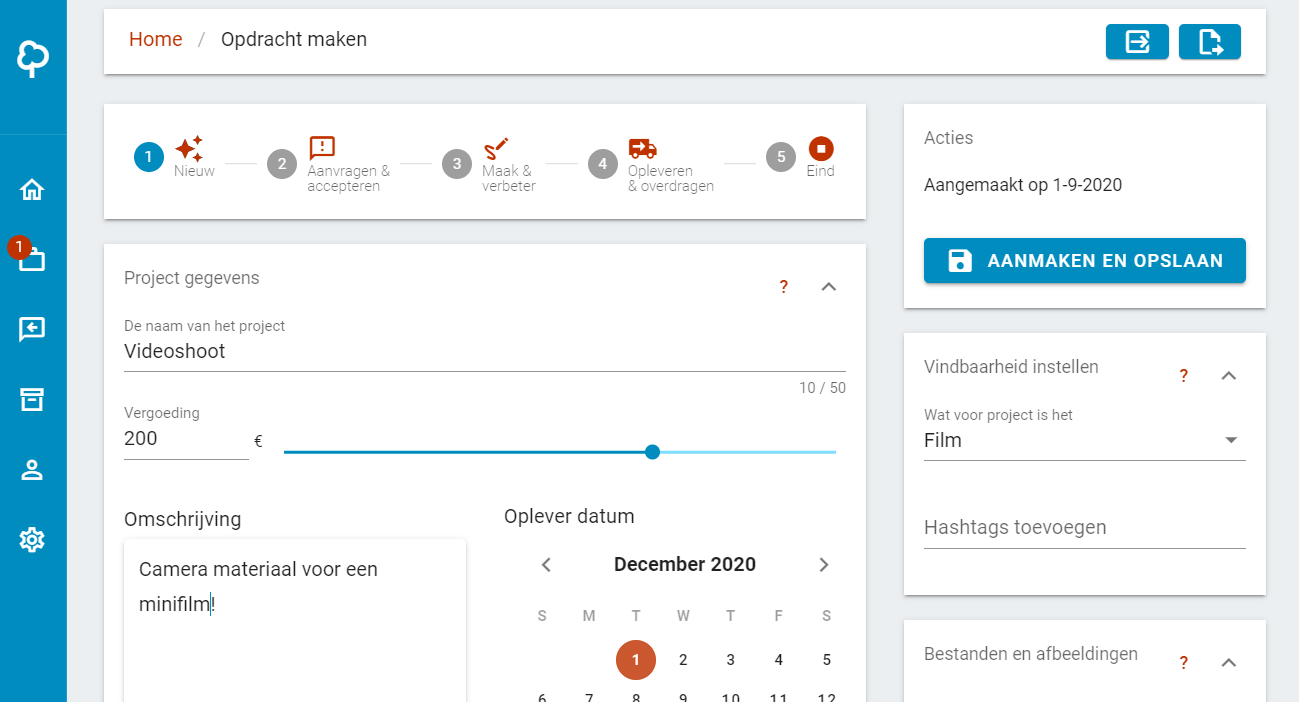 Home / Opdracht maken
1
Nieuw
2
Aanvragen &
accepteren
3
Maak &
verbeter
4
Opleveren
& overdragen
5
Eind
Acties
Aangemaakt op 1-9-2020
AANMAKEN EN OPSLAAN
1
Project gegevens
?
De naam van het project
Videoshoot
10 / 50
Vergoeding
200 €
Omschrijving
Camera materiaal voor een
minifilm!
Oplever datum
December 2020
S M T W T F S
1 2 3 4 5
6 7 8 9 10 11 12
Vindbaarheid instellen
?
Wat voor project is het
Film
Hashtags toevoegen
Bestanden en afbeeldingen
?